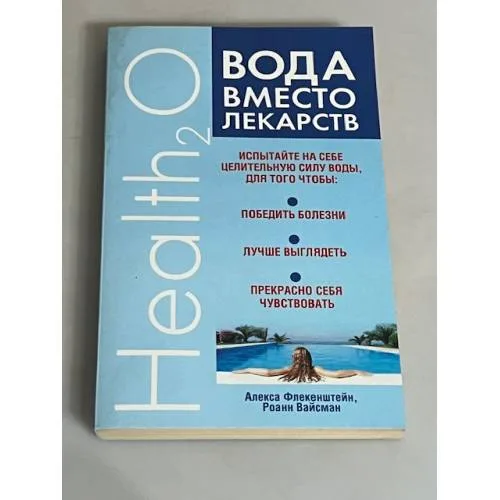 Health₂O
ВОДА
ВМЕСТО
ЛЕКАРСТВ
ИСПЫТАЙТЕ НА СЕБЕ
ЦЕЛИТЕЛЬНУЮ СИЛУ ВОДЫ,
ДЛЯ ТОГО ЧТОБЫ:
ПОБЕДИТЬ БОЛЕЗНИ
ЛУЧШЕ ВЫГЛЯДЕТЬ
ПРЕКРАСНО СЕБЯ
ЧУВСТВОВАТЬ
Алекса Флекенштейн,
Роанн Вайсман